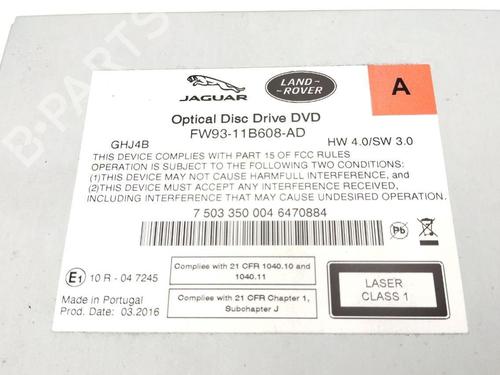 JAGUAR
LAND-
ROVER
A
Optical Disc Drive DVD
FW93-11B608-AD
GHJ4B
HW 4.0/SW 3.0
THIS DEVICE COMPLIES WITH PART 15 OF FCC RULES
OPERATION IS SUBJECT TO THE FOLLOWING TWO CONDITIONS:
(1)THIS DEVICE MAY NOT CAUSE HARMFULL INTERFERENCE, and
(2)THIS DEVICE MUST ACCEPT ANY INTERFERENCE RECEIVED,
INCLUDING INTERFERENCE THAT MAY CAUSE UNDESIRED OPERATION.
7 503 350 004 6470884
Pb
E1 10 R - 04 7245
Complies with 21 CFR 1040.10 and
1040.11
Made in Portugal
Prod. Date: 03.2016
Complies with 21 CFR Chapter 1,
Subchapter J
LASER
CLASS 1
B-PARTS